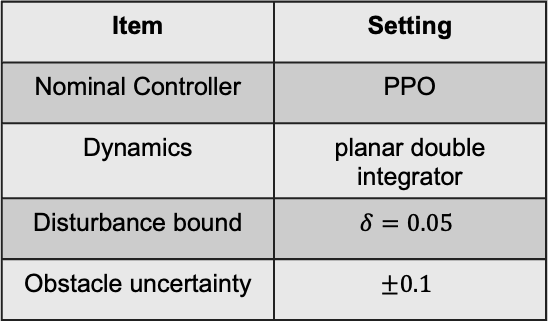 Item Setting
Nominal Controller PPO
Dynamics planar double
integrator
Disturbance bound δ = 0.05
Obstacle uncertainty ±0.1